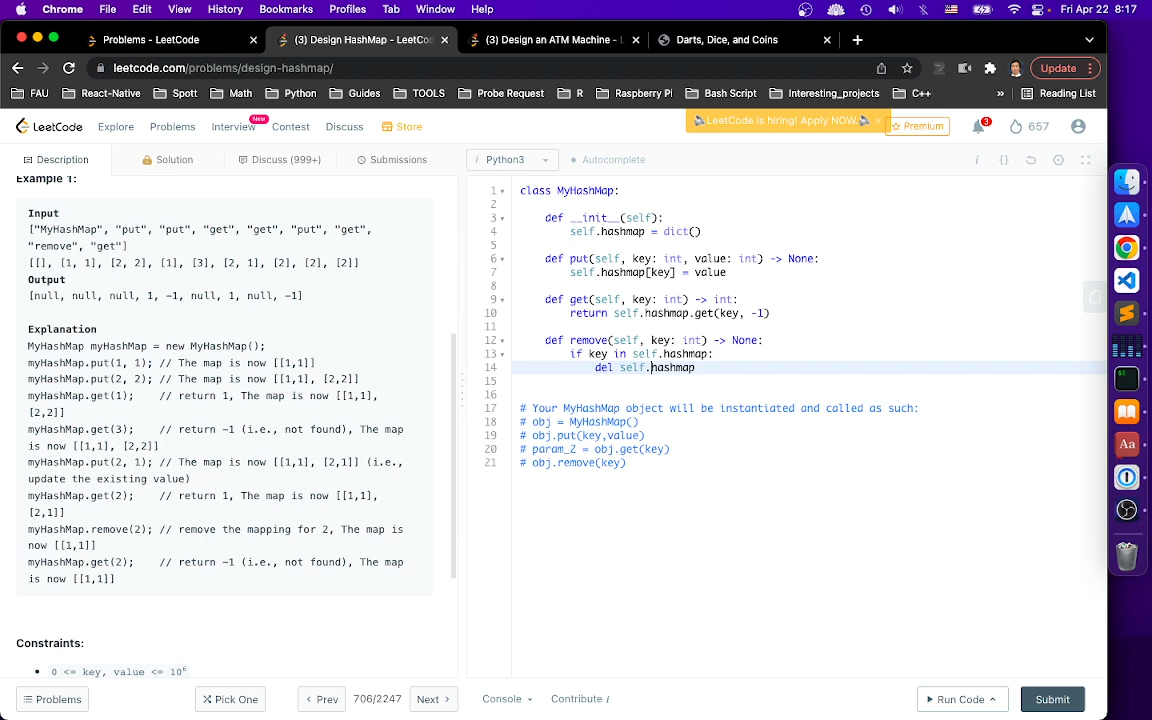 Chrome File Edit View History Bookmarks Profiles Tab Window Help Fri Apr 22 8:17
Problems - LeetCode (3) Design HashMap - LeetCod (3) Design an ATM Machine - L Darts, Dice, and Coins
leetcode.com/problems/design-hashmap/ Update
FAU React-Native Spott Math Python Guides TOOLS Probe Request R Raspberry PI Bash Script Interesting_projects C++ » Reading List
LeetCode Explore Problems Interview New Contest Discuss Store LeetCode is hiring! Apply NOW. × Premium 3 657
Description Solution Discuss (999+) Submissions i Python3 Autocomplete
Example 1:
Input
["MyHashMap", "put", "put", "get", "get", "put", "get",
"remove", "get"]
[[], [1, 1], [2, 2], [1], [3], [2, 1], [2], [2], [2]]
Output
[null, null, null, 1, -1, null, 1, null, -1]
Explanation
MyHashMap myHashMap = new MyHashMap();
myHashMap.put(1, 1); // The map is now [[1,1]]
myHashMap.put(2, 2); // The map is now [[1,1], [2,2]]
myHashMap.get(1);    // return 1, The map is now [[1,1],
[2,2]]
myHashMap.get(3);    // return -1 (i.e., not found), The map
is now [[1,1], [2,2]]
myHashMap.put(2, 1); // The map is now [[1,1], [2,1]] (i.e.,
update the existing value)
myHashMap.get(2);    // return 1, The map is now [[1,1],
[2,1]]
myHashMap.remove(2); // remove the mapping for 2, The map is
now [[1,1]]
myHashMap.get(2);    // return -1 (i.e., not found), The map
is now [[1,1]]
Constraints:
• 0 <= key, value <= 10⁶
1 class MyHashMap:
2
3     def __init__(self):
4         self.hashmap = dict()
5
6     def put(self, key: int, value: int) -> None:
7         self.hashmap[key] = value
8
9     def get(self, key: int) -> int:
10         return self.hashmap.get(key, -1)
11
12     def remove(self, key: int) -> None:
13         if key in self.hashmap:
14             del self.hashmap
15
16
17 # Your MyHashMap object will be instantiated and called as such:
18 # obj = MyHashMap()
19 # obj.put(key,value)
20 # param_2 = obj.get(key)
21 # obj.remove(key)
Problems Pick One Prev 706/2247 Next Console Contribute i Run Code Submit
Aa